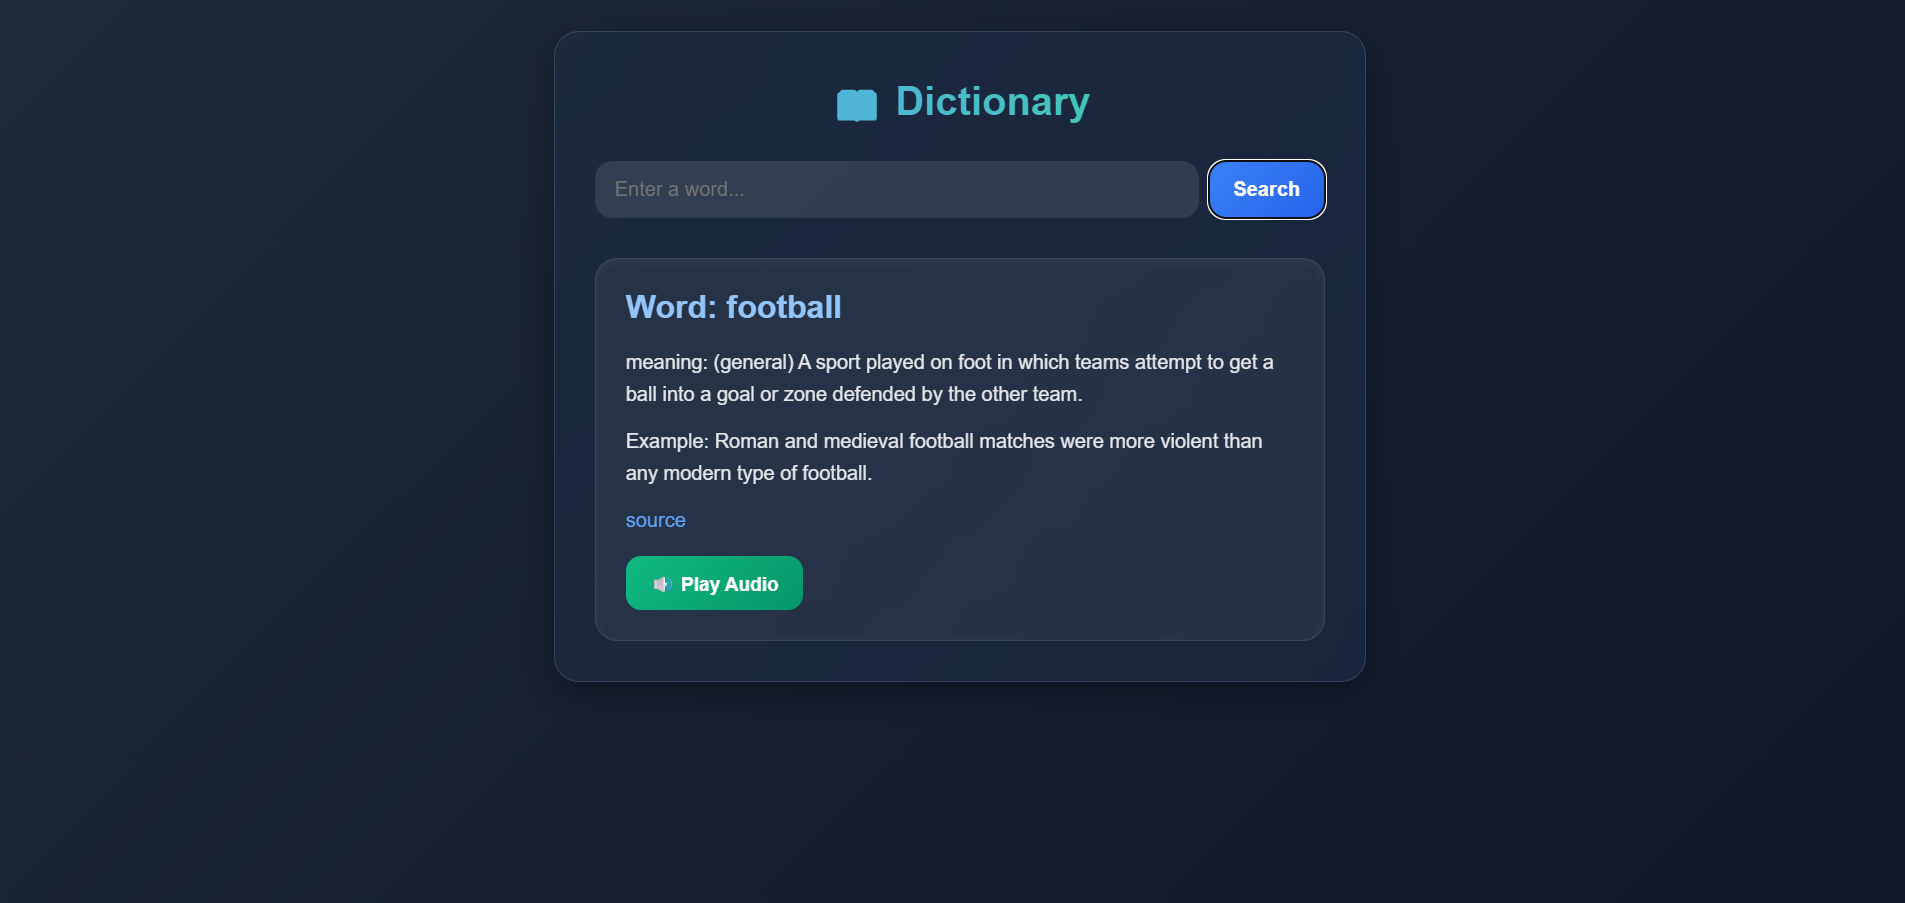 Dictionary
Enter a word...
Search
Word: football
meaning: (general) A sport played on foot in which teams attempt to get a
ball into a goal or zone defended by the other team.
Example: Roman and medieval football matches were more violent than
any modern type of football.
source
Play Audio